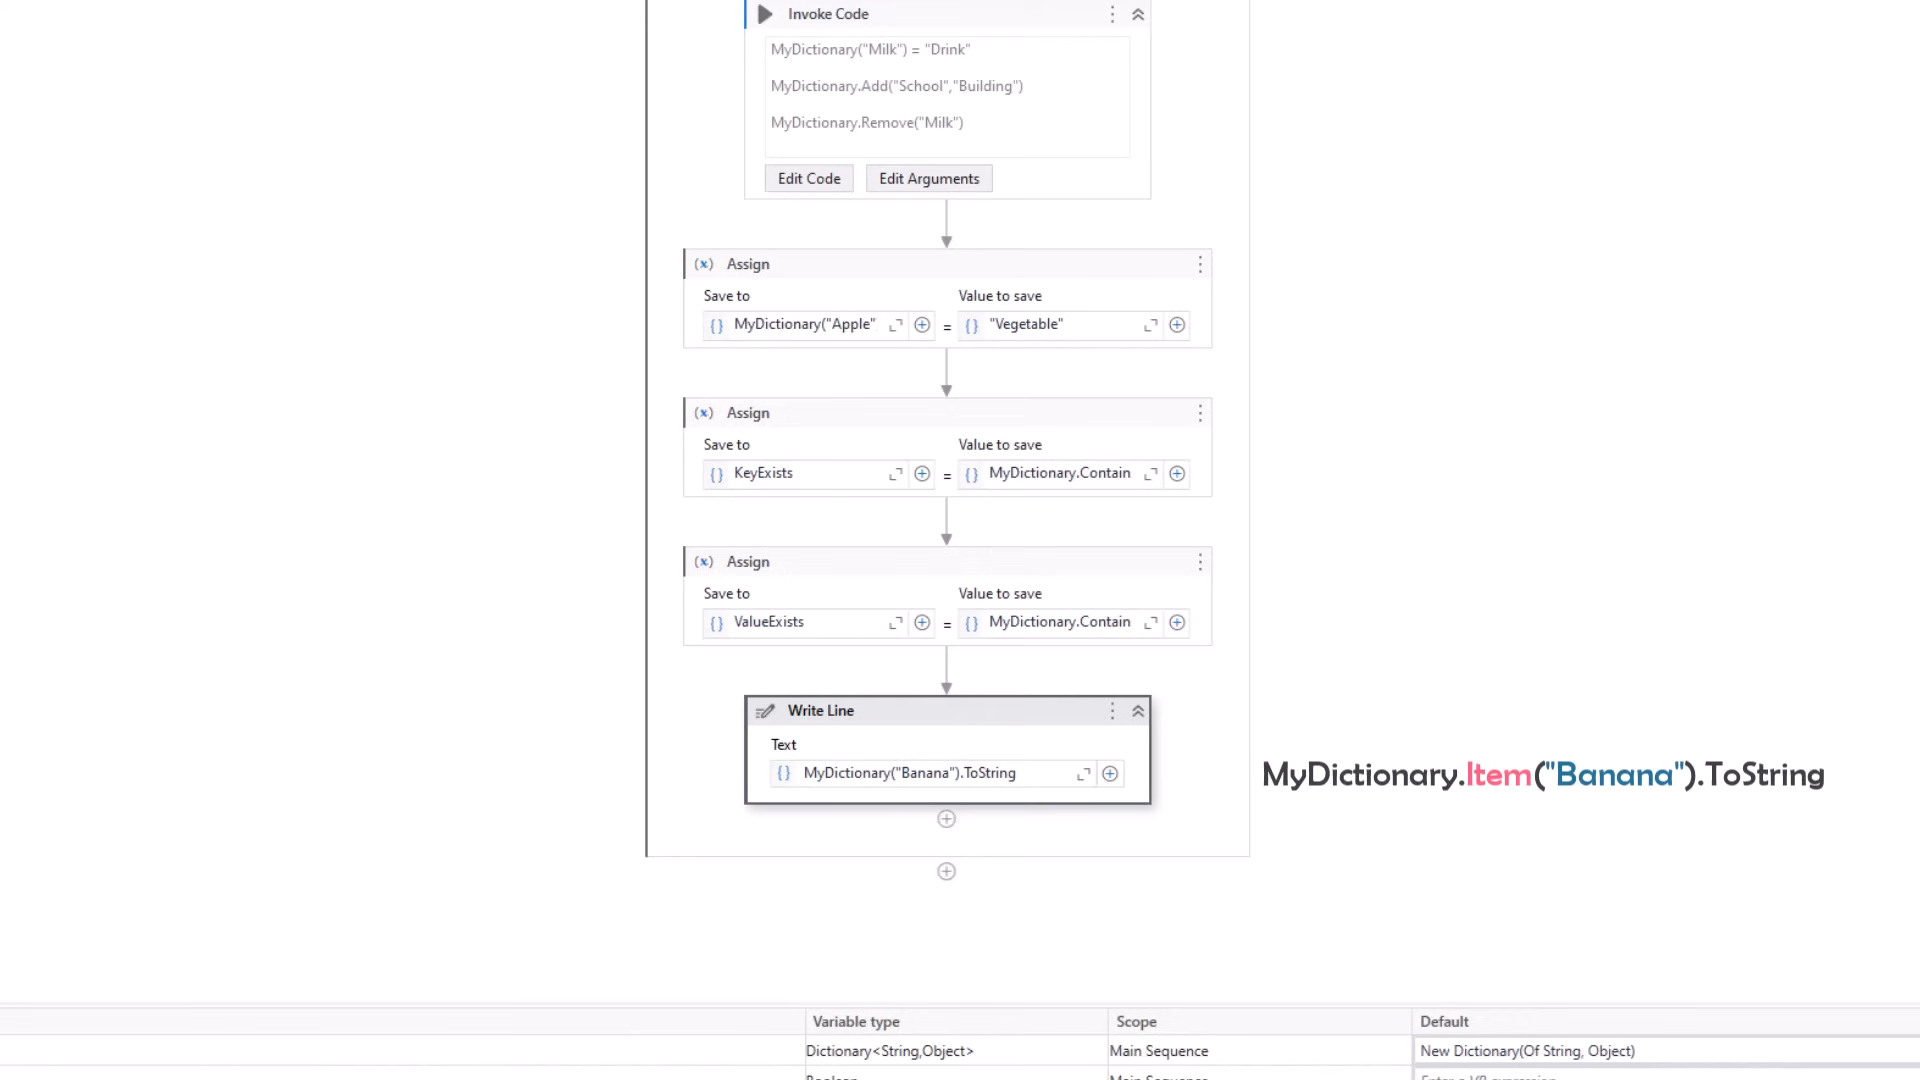 Invoke Code
MyDictionary("Milk") = "Drink"
MyDictionary.Add("School","Building")
MyDictionary.Remove("Milk")
Edit Code Edit Arguments
(x) Assign
Save to Value to save
{} MyDictionary("Apple" = {} "Vegetable"
(x) Assign
Save to Value to save
{} KeyExists = {} MyDictionary.Contain
(x) Assign
Save to Value to save
{} ValueExists = {} MyDictionary.Contain
Write Line
Text
{} MyDictionary("Banana").ToString
MyDictionary.Item("Banana").ToString
Variable type Scope Default
Dictionary<String,Object> Main Sequence New Dictionary(Of String, Object)